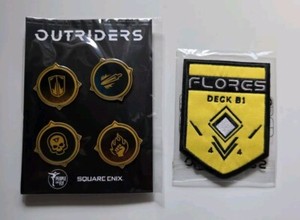 OUTRIDERS
SQUARE ENIX
FLORES
DECK B1